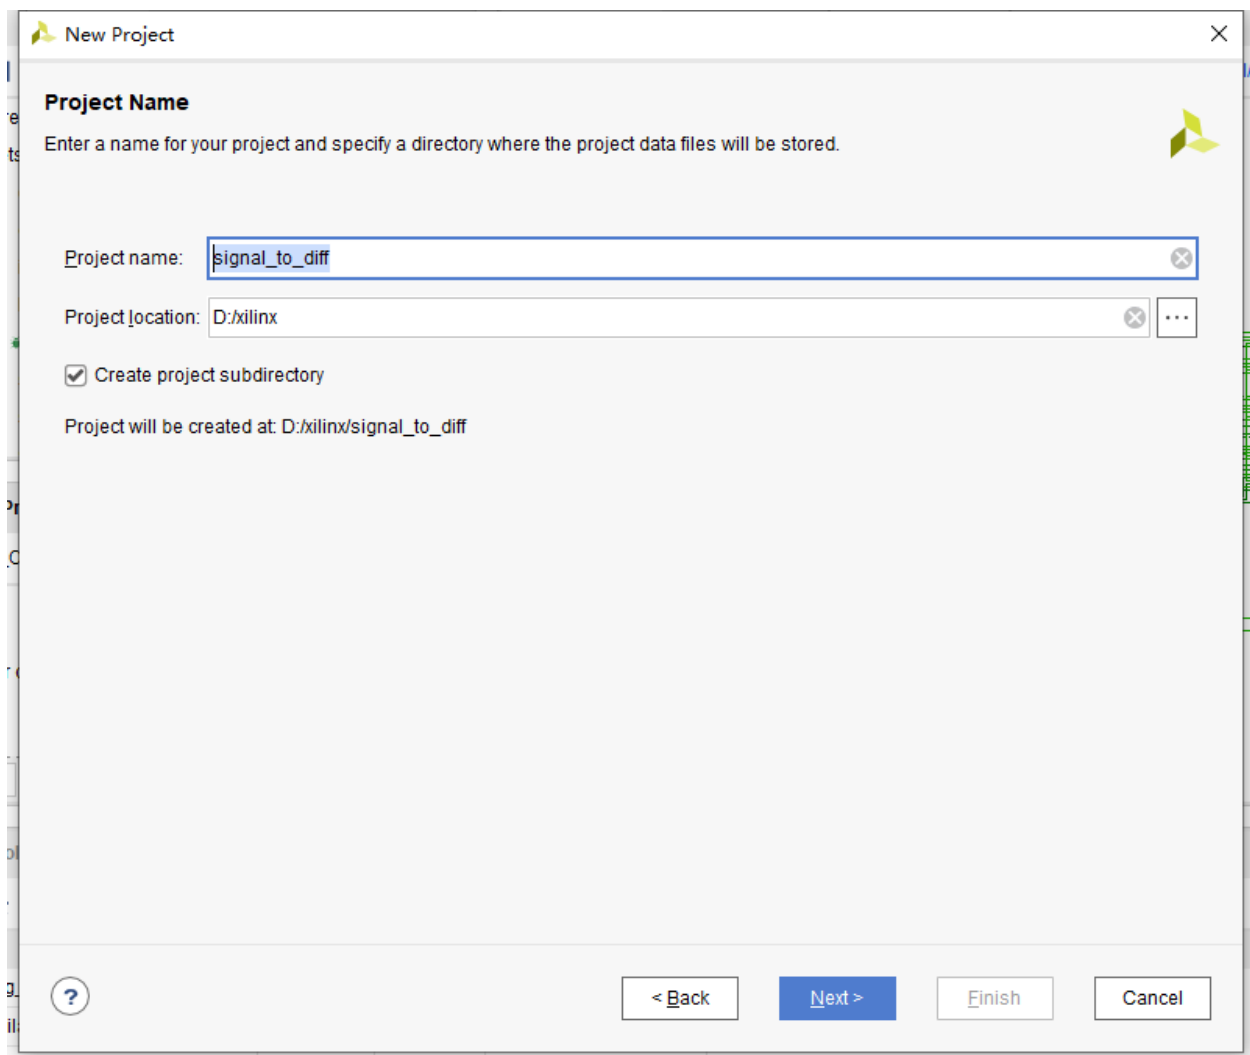 New Project
Project Name
Enter a name for your project and specify a directory where the project data files will be stored.
Project name: signal_to_diff
Project location: D:/xilinx ...
Create project subdirectory
Project will be created at: D:/xilinx/signal_to_diff
? < Back Next > Finish Cancel